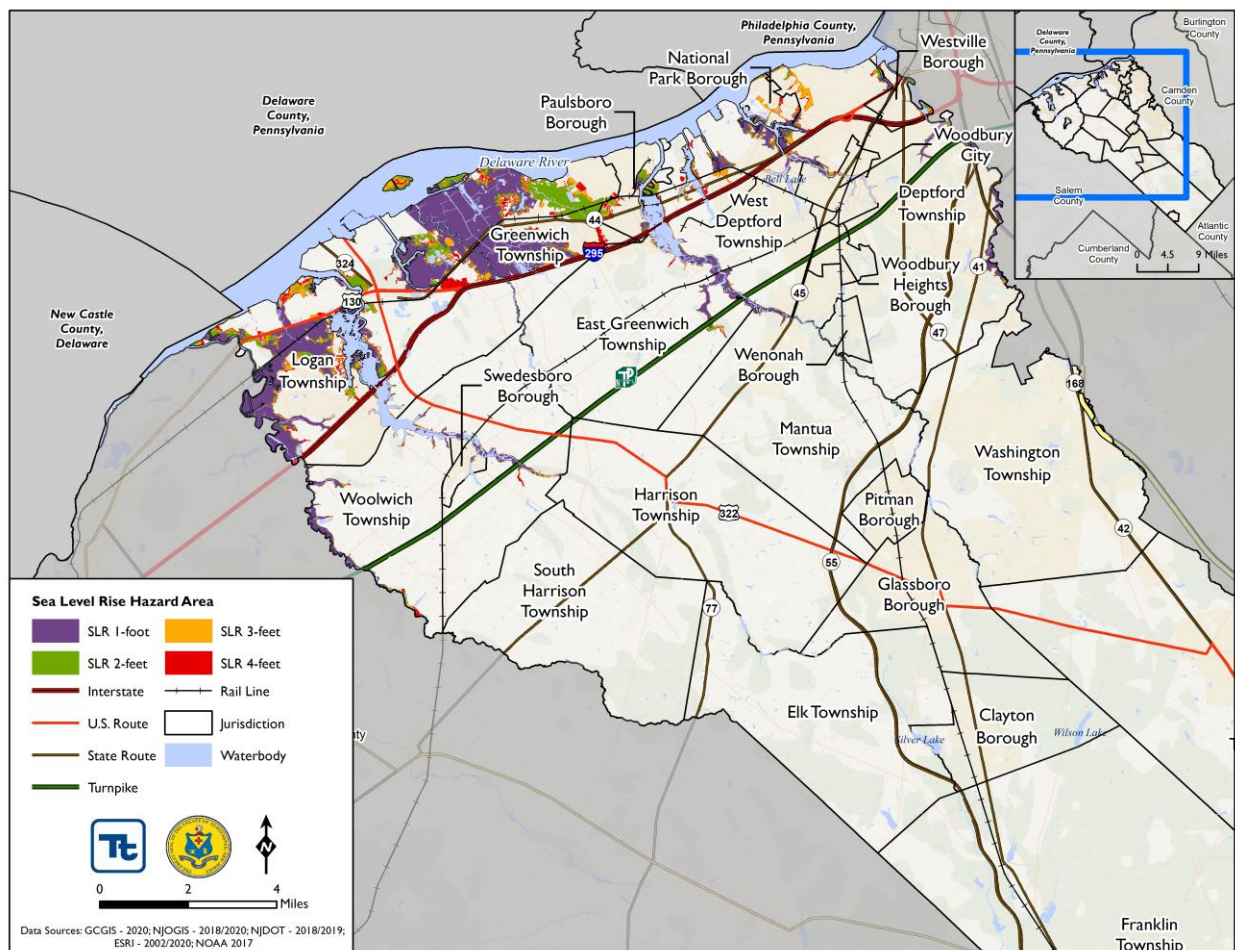 Philadelphia County,
Pennsylvania
Westville
Borough
National
Park Borough
Paulsboro
Borough
Delaware
County,
Pennsylvania
Delaware River
Woodbury
City
Bell Lake
Deptford
Township
West
Deptford
Township
44
Greenwich
Township
295
324
130
New Castle
County,
Delaware
Logan
Township
45
41
Woodbury
Heights
Borough
East Greenwich
Township
47
Wenonah
Borough
Swedesboro
Borough
168
Mantua
Township
Washington
Township
Woolwich
Township
Harrison
Township
322
Pitman
Borough
42
55
South
Harrison
Township
77
Glassboro
Borough
Elk Township
Clayton
Borough
Silver Lake
Wilson Lake
Franklin
Township
Delaware
County,
Pennsylvania
Burlington
County
Camden
County
Salem
County
Atlantic
County
Cumberland
County
0 4.5 9 Miles
Sea Level Rise Hazard Area
SLR 1-foot
SLR 3-feet
SLR 2-feet
SLR 4-feet
Interstate
Rail Line
U.S. Route
Jurisdiction
State Route
Waterbody
Turnpike
Tt
N
0 2 4
Miles
Data Sources: GCGIS - 2020; NJOGIS - 2018/2020; NJDOT - 2018/2019;
ESRI - 2002/2020; NOAA 2017